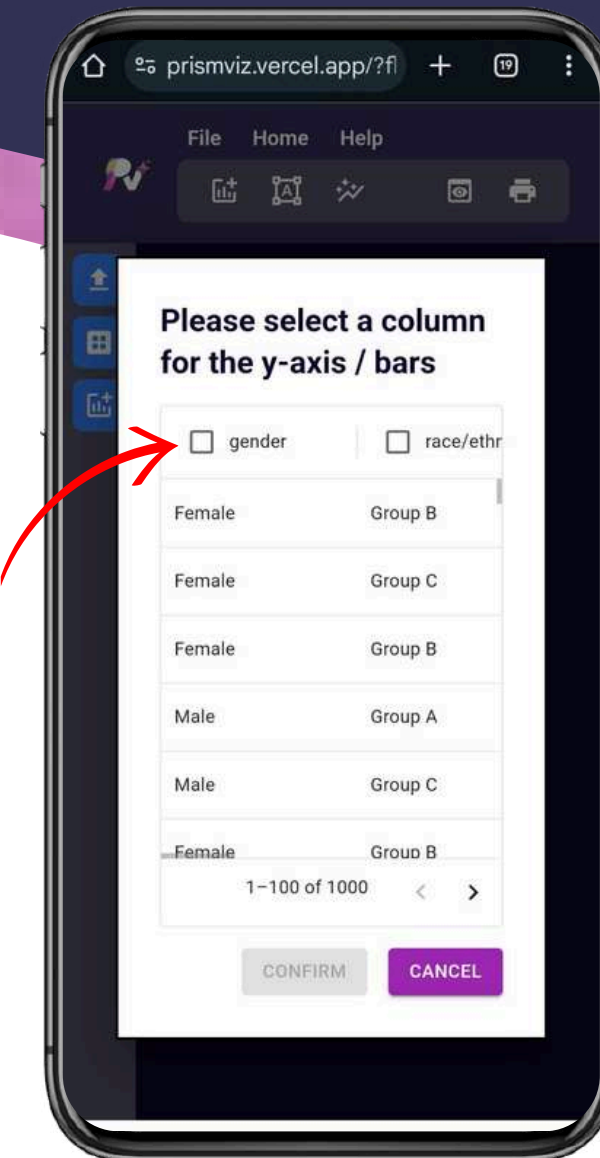 prismviz.vercel.app/?fl
19
File Home Help
PV
A
Please select a column
for the y-axis / bars
gender race/ethr
Female Group B
Female Group C
Female Group B
Male Group A
Male Group C
Female Group B
1–100 of 1000
CONFIRM CANCEL